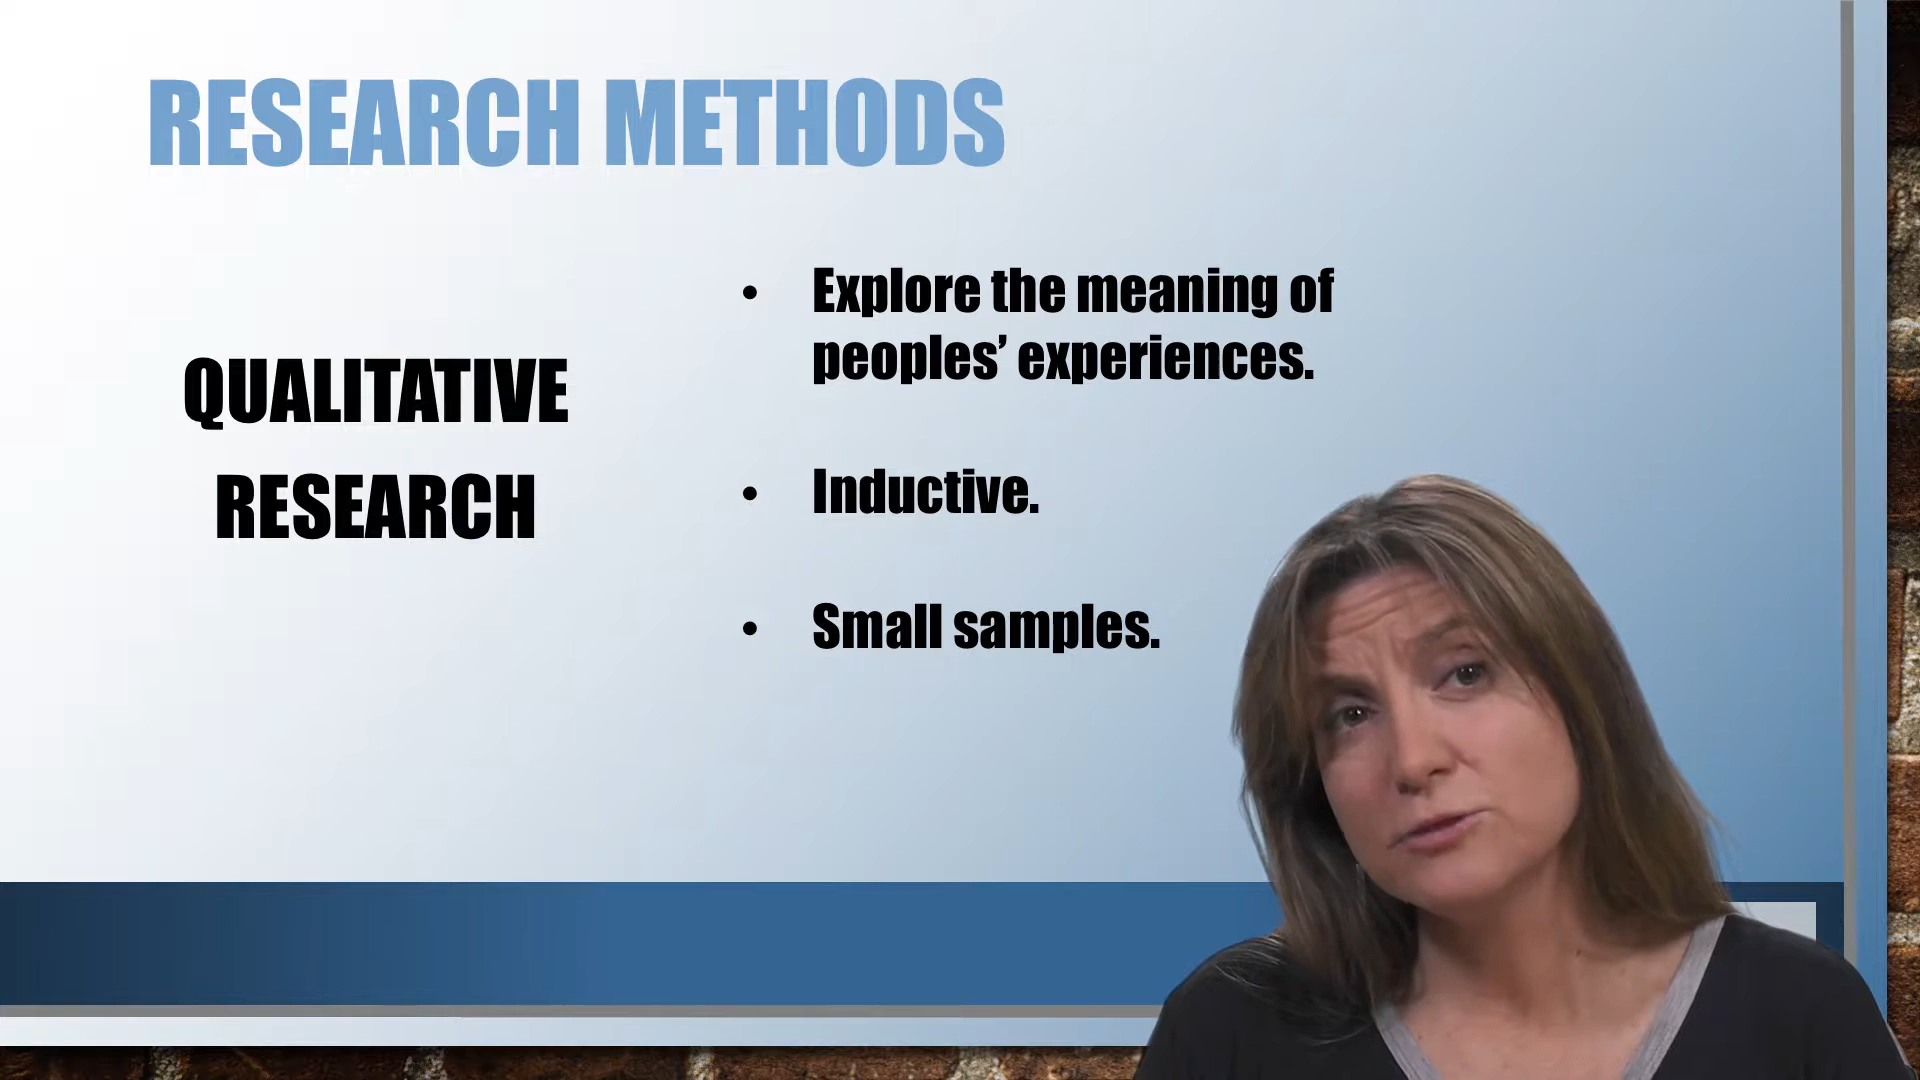 RESEARCH METHODS
QUALITATIVE
RESEARCH
• Explore the meaning of
peoples’ experiences.
• Inductive.
• Small samples.